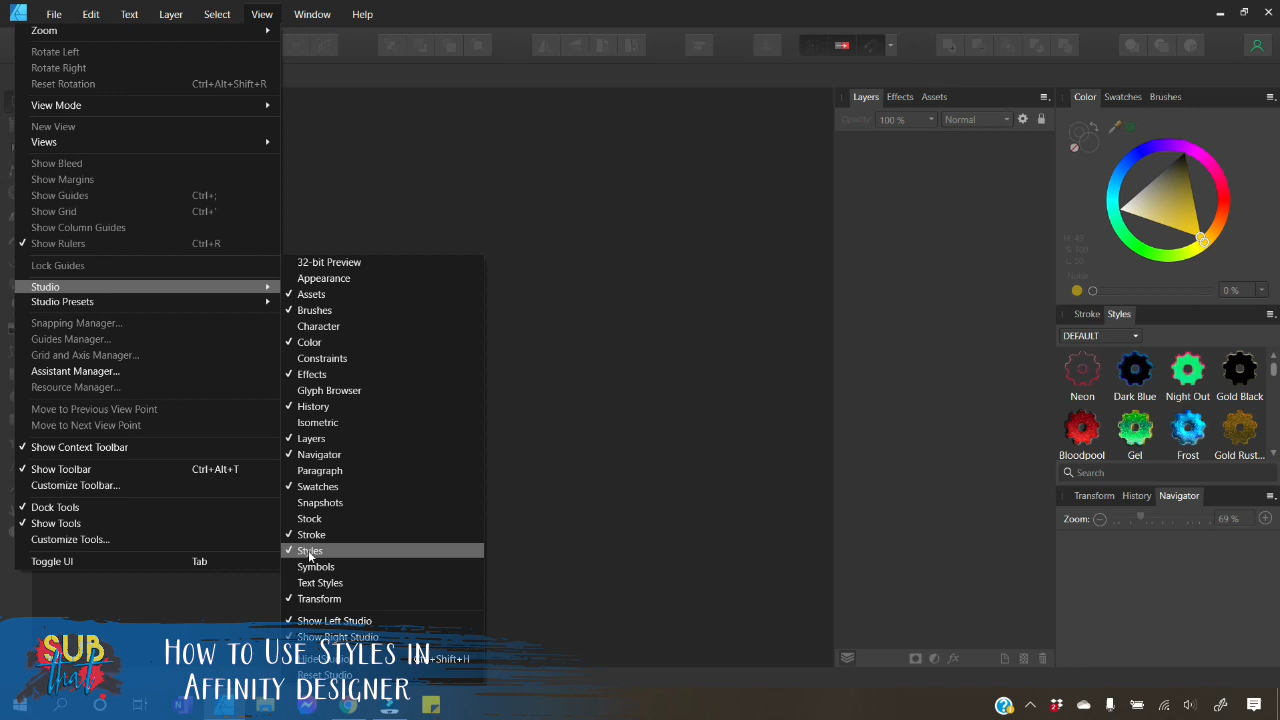 File Edit Text Layer Select View Window Help
Zoom
Rotate Left
Rotate Right
Reset Rotation Ctrl+Alt+Shift+R
View Mode
New View
Views
Show Bleed
Show Margins
Show Guides Ctrl+;
Show Grid Ctrl+'
Show Column Guides
Show Rulers Ctrl+R
Lock Guides
Studio
Studio Presets
Snapping Manager...
Guides Manager...
Grid and Axis Manager...
Assistant Manager...
Resource Manager...
Move to Previous View Point
Move to Next View Point
Show Context Toolbar
Show Toolbar Ctrl+Alt+T
Customize Toolbar...
Dock Tools
Show Tools
Customize Tools...
Toggle UI Tab
32-bit Preview
Appearance
Assets
Brushes
Character
Color
Constraints
Effects
Glyph Browser
History
Isometric
Layers
Navigator
Paragraph
Swatches
Snapshots
Stock
Stroke
Styles
Symbols
Text Styles
Transform
Show Left Studio
Show Right Studio
Reset Studio
Layers Effects Assets
Opacity: 100 % Normal
Color Swatches Brushes
H: 49
S: 100
L: 50
None
0 %
Stroke Styles
DEFAULT
Neon Dark Blue Night Out Gold Black
Bloodpool Gel Frost Gold Rust...
Search
Transform History Navigator
Zoom: 69 %
fx
SUB
that!
How to Use Styles in
Affinity Designer